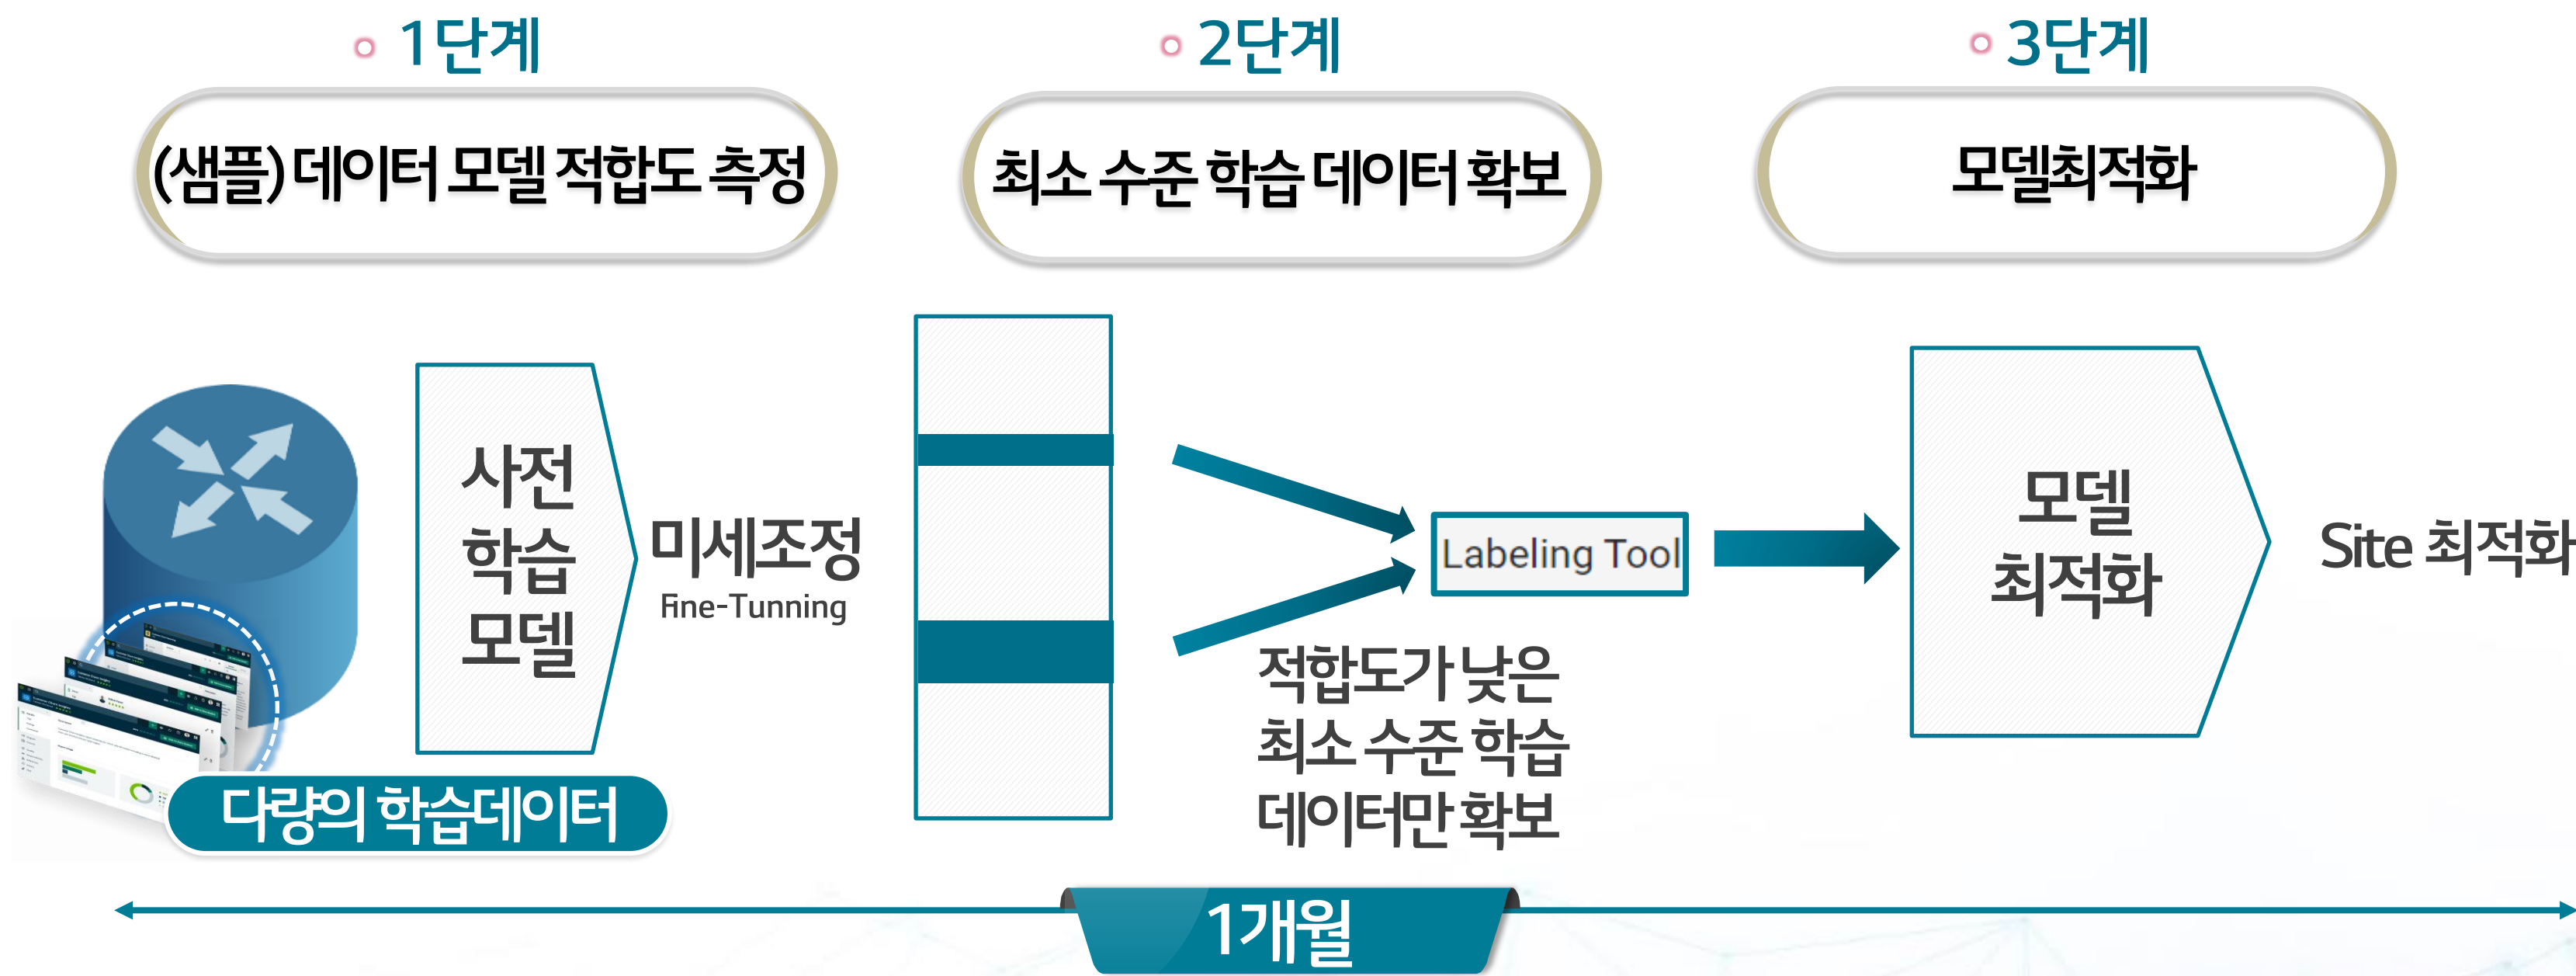 1단계
(샘플) 데이터 모델 적합도 측정
2단계
최소 수준 학습 데이터 확보
3단계
모델최적화
사전
학습
모델
미세조정
Fine-Tunning
다량의 학습데이터
Labeling Tool
적합도가 낮은
최소 수준 학습
데이터만 확보
모델
최적화
Site 최적화
1개월